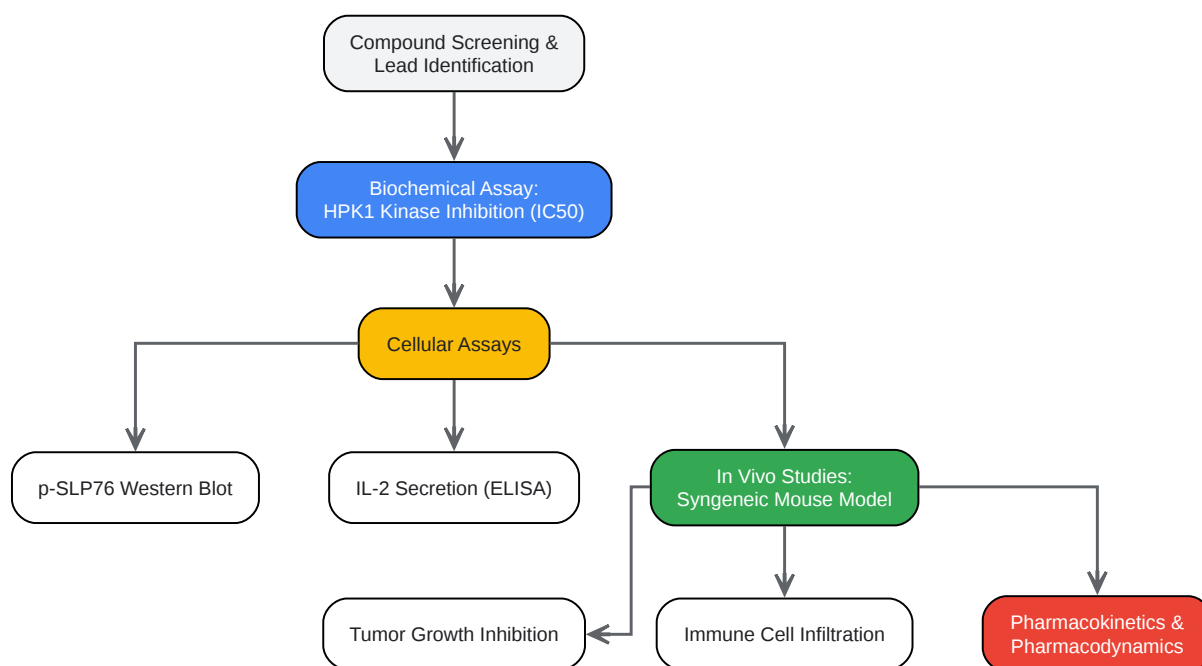 Compound Screening &
Lead Identification
Biochemical Assay:
HPK1 Kinase Inhibition (IC50)
Cellular Assays
p-SLP76 Western Blot
IL-2 Secretion (ELISA)
In Vivo Studies:
Syngeneic Mouse Model
Tumor Growth Inhibition
Immune Cell Infiltration
Pharmacokinetics &
Pharmacodynamics